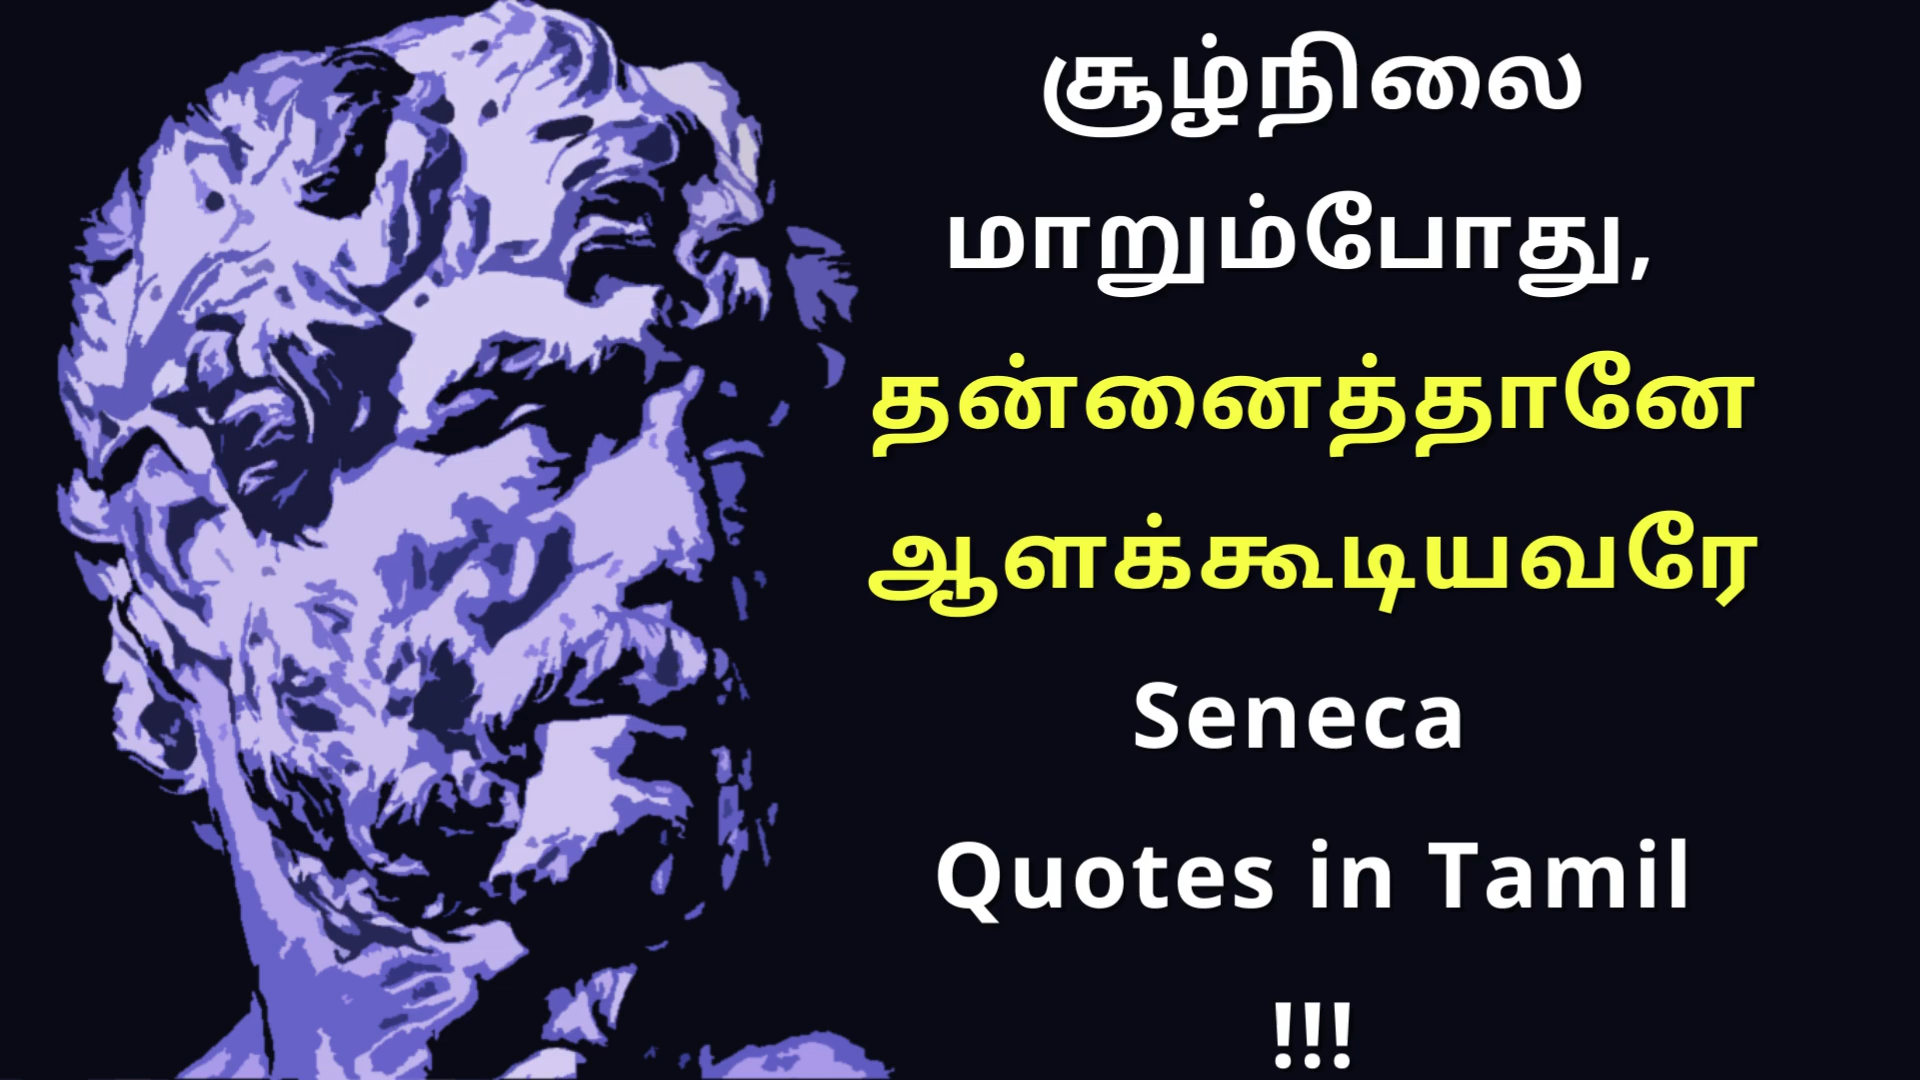 சூழ்நிலை
மாறும்போது,
தன்னைத்தானே
ஆளக்கூடியவரே
Seneca
Quotes in Tamil
!!!